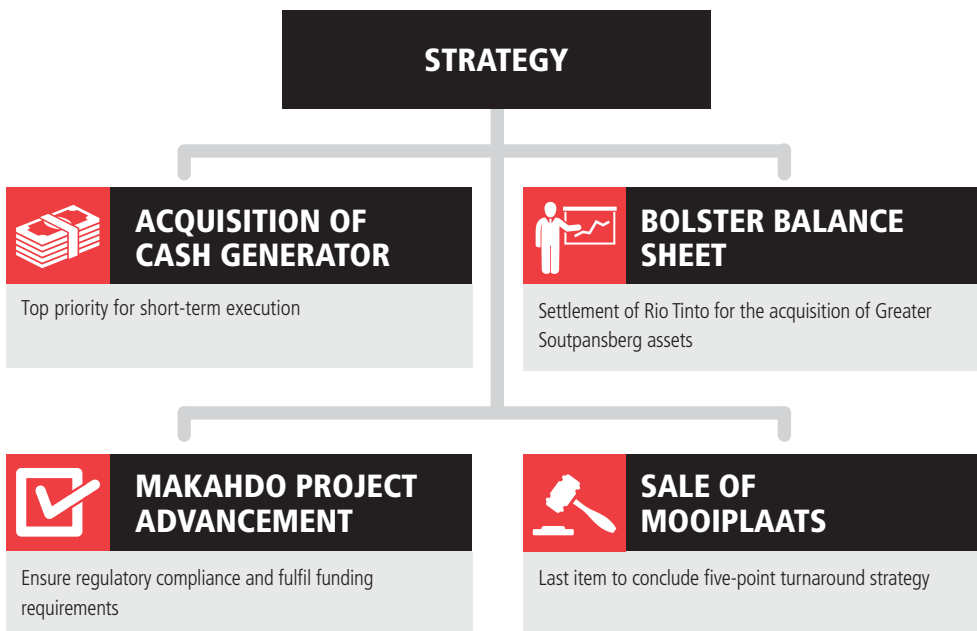 STRATEGY
ACQUISITION OF
CASH GENERATOR
Top priority for short-term execution
BOLSTER BALANCE
SHEET
Settlement of Rio Tinto for the acquisition of Greater
Soutpansberg assets
MAKAHDO PROJECT
ADVANCEMENT
Ensure regulatory compliance and fulfil funding
requirements
SALE OF
MOOIPLAATS
Last item to conclude five-point turnaround strategy